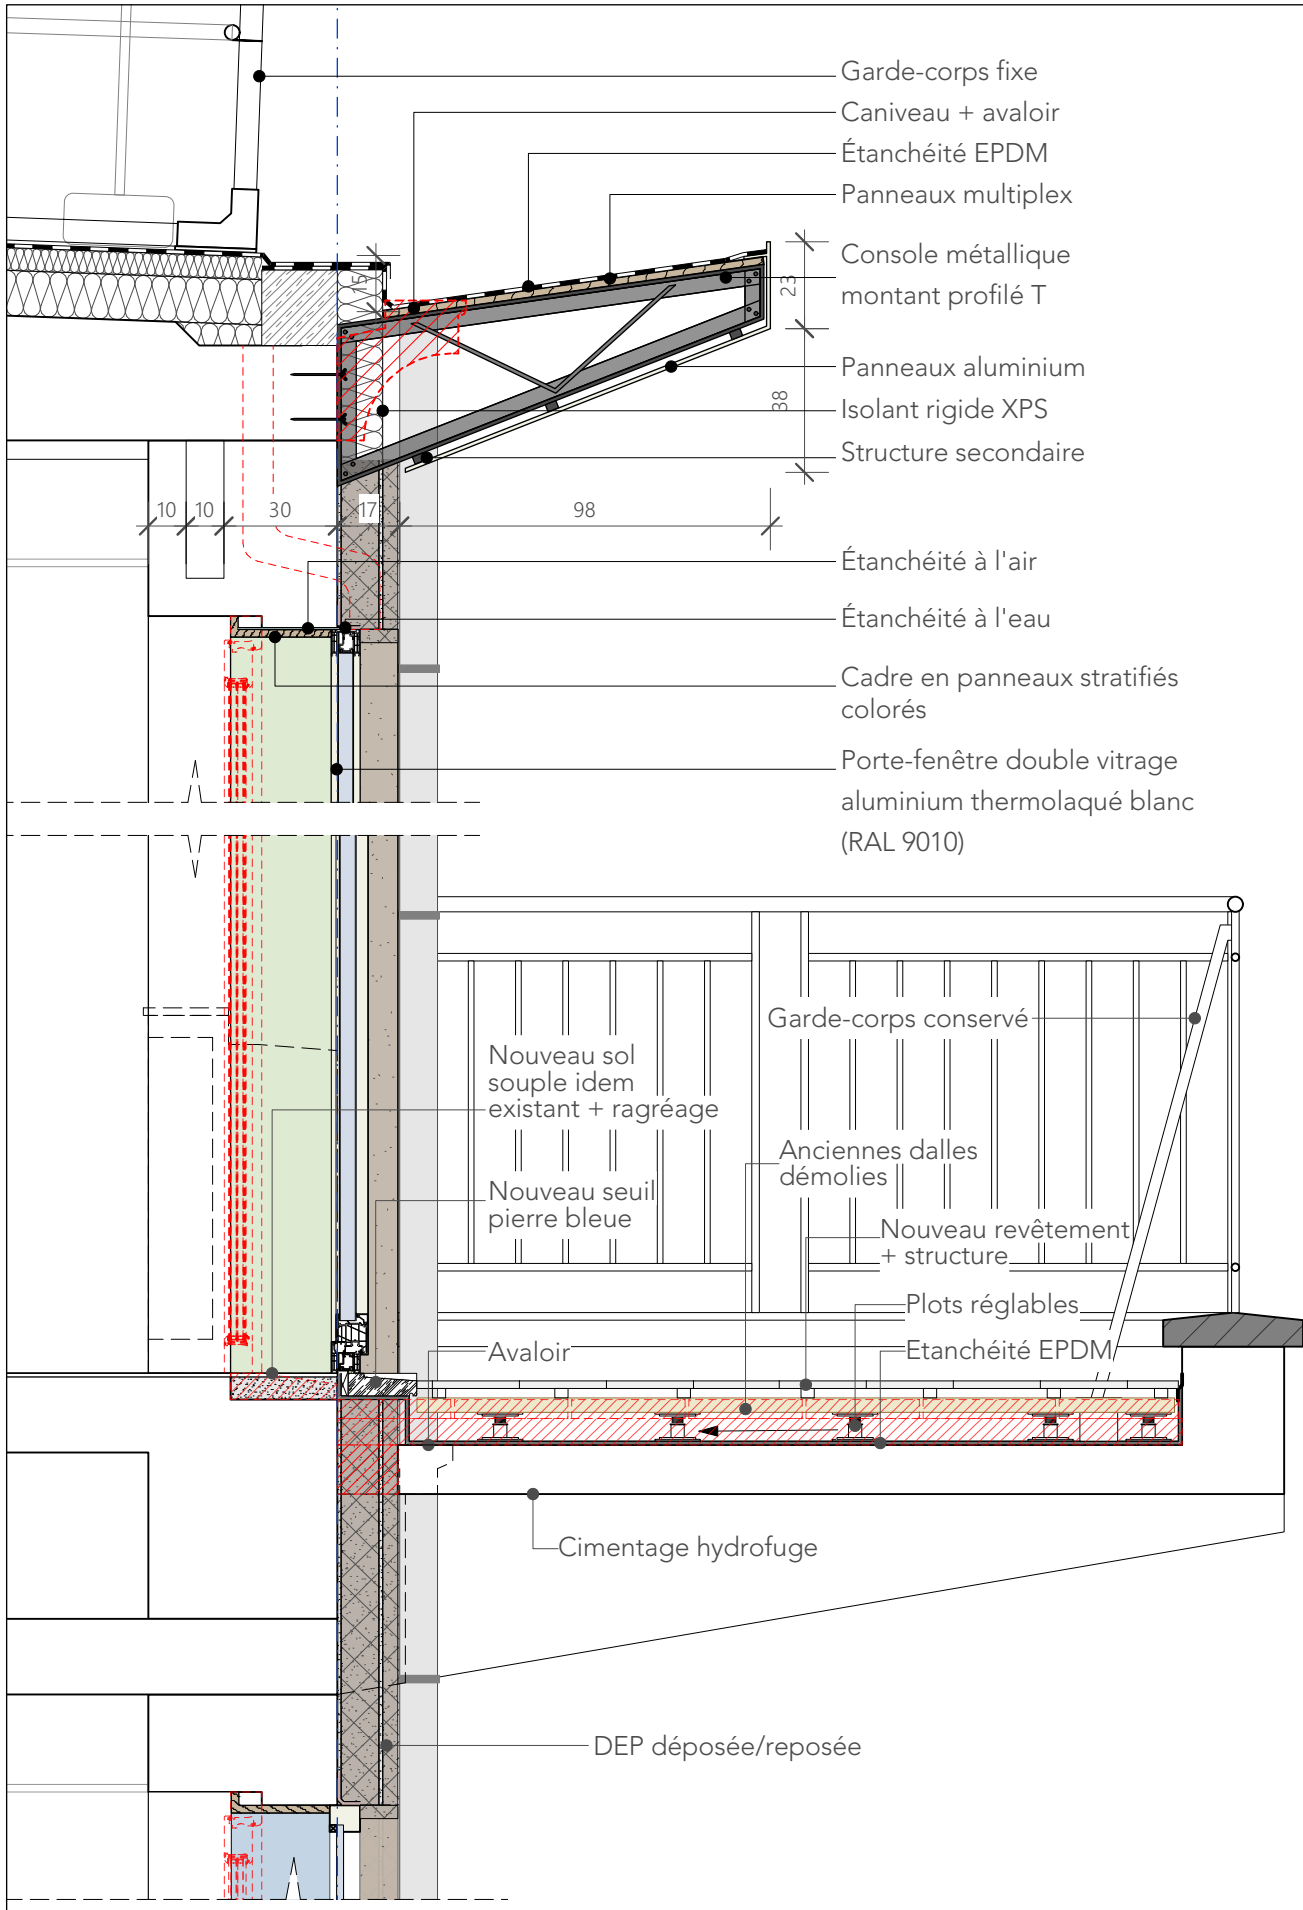 Garde-corps fixe
Caniveau + avaloir
Étanchéité EPDM
Panneaux multiplex
Console métallique
montant profilé T
15
23
Panneaux aluminium
38
Isolant rigide XPS
Structure secondaire
10 10 30 17 98
Étanchéité à l'air
Étanchéité à l'eau
Cadre en panneaux stratifiés
colorés
Porte-fenêtre double vitrage
aluminium thermolaqué blanc
(RAL 9010)
Garde-corps conservé
Nouveau sol
souple idem
existant + ragréage
Anciennes dalles
démolies
Nouveau seuil
pierre bleue
Nouveau revêtement
+ structure
Plots réglables
Avaloir
Etanchéité EPDM
Cimentage hydrofuge
DEP déposée/reposée